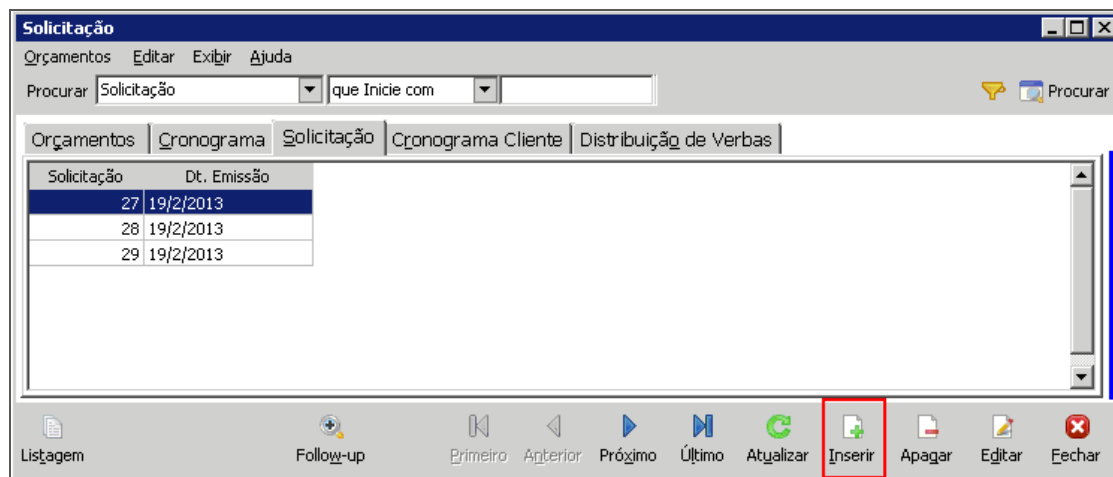 Solicitação
Orçamentos Editar Exibir Ajuda
Procurar Solicitação que Inicie com Procurar
Orçamentos Cronograma Solicitação Cronograma Cliente Distribuição de Verbas
Solicitação Dt. Emissão
27 19/2/2013
28 19/2/2013
29 19/2/2013
Listagem Follow-up Primeiro Anterior Próximo Último Atualizar Inserir Apagar Editar Fechar